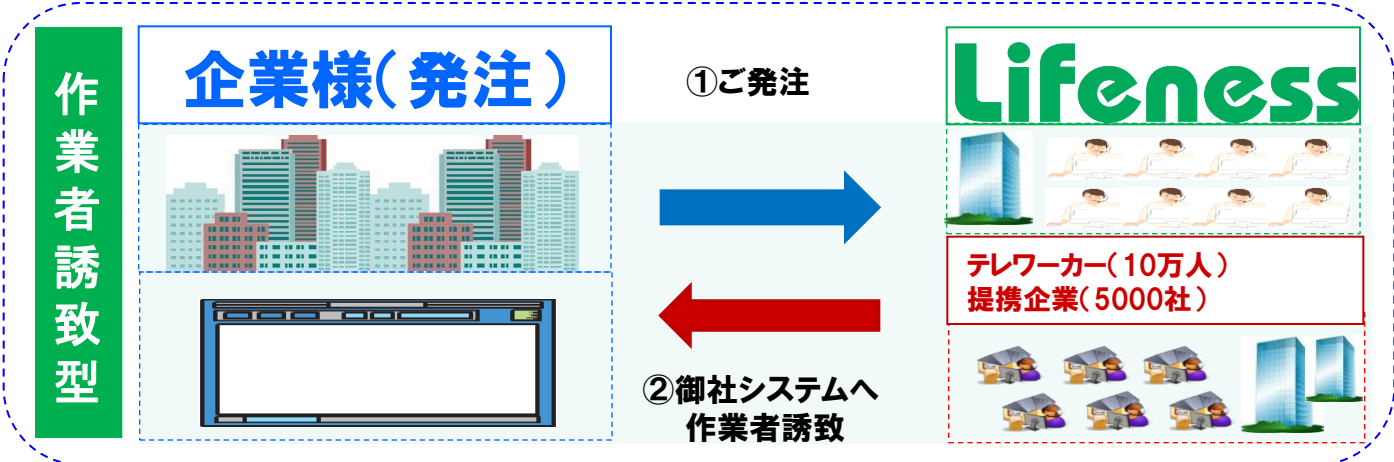 作業者誘致型
企業様(発注)
①ご発注
Lifeness
テレワーカー(10万人)
提携企業(5000社)
②御社システムへ
作業者誘致